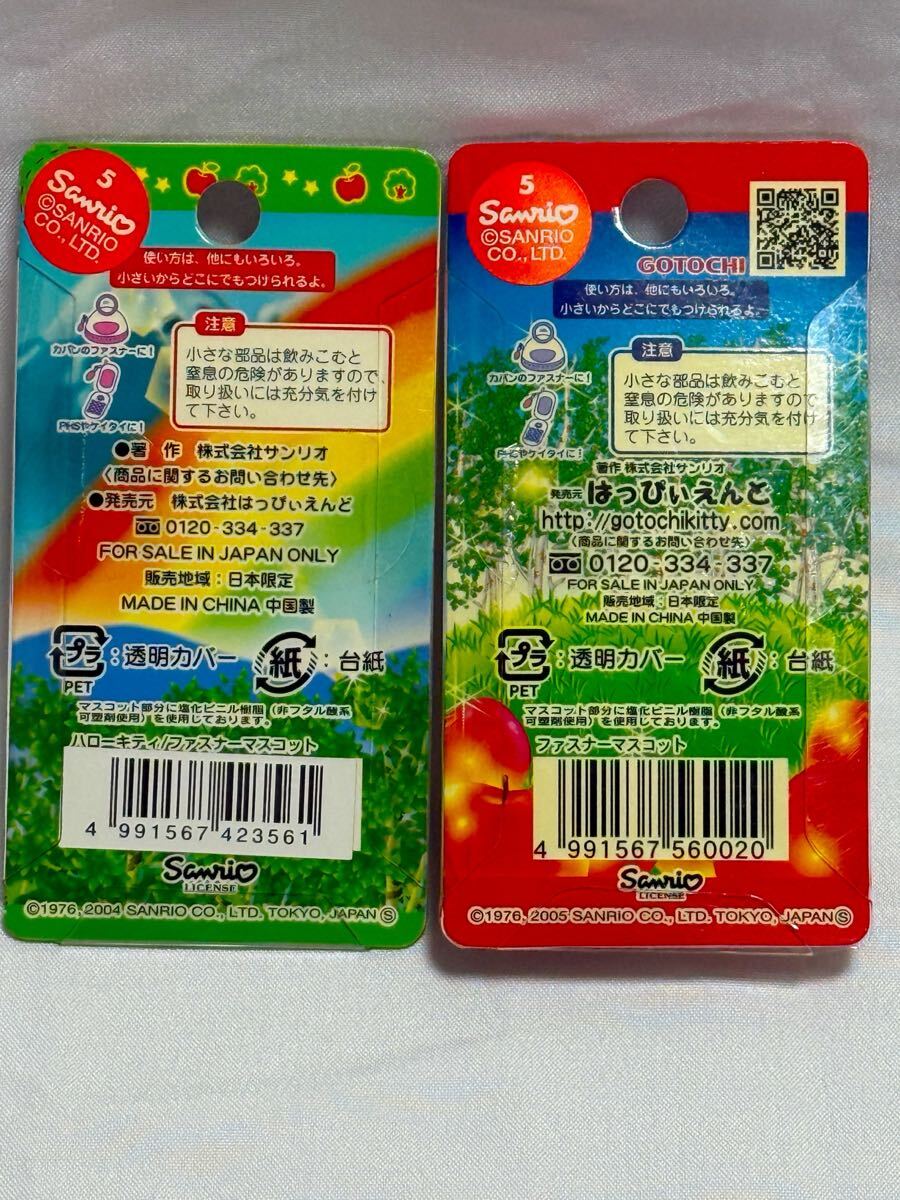 5
Sanrio
©SANRIO
CO., LTD.
使い方は、他にもいろいろ。
小さいからどこにでもつけられるよ。
カバンのファスナーに!
PHSやケイタイに!
注意
小さな部品は飲みこむと
窒息の危険がありますので、
取り扱いには充分気を付け
て下さい。
●著 作 株式会社サンリオ
〈商品に関するお問い合わせ先〉
●発売元 株式会社はっぴぃえんど
0120-334-337
FOR SALE IN JAPAN ONLY
販売地域:日本限定
MADE IN CHINA 中国製
プラ:透明カバー
PET
紙:台紙
マスコット部分に塩化ビニル樹脂(非フタル酸系
可塑剤使用)を使用しております。
ハローキティ/ファスナーマスコット
4 991567 423561
Sanrio
LICENSE
©1976, 2004 SANRIO CO., LTD. TOKYO, JAPAN Ⓢ
5
Sanrio
©SANRIO
CO., LTD.
GOTOCHI
使い方は、他にもいろいろ。
小さいからどこにでもつけられるよ。
カバンのファスナーに!
PHSやケイタイに!
注意
小さな部品は飲みこむと
窒息の危険がありますので、
取り扱いには充分気を付け
て下さい。
著作 株式会社サンリオ
発売元 はっぴぃえんど
http://gotochikitty.com
〈商品に関するお問い合わせ先〉
0120-334-337
FOR SALE IN JAPAN ONLY
販売地域:日本限定
MADE IN CHINA 中国製
プラ:透明カバー
PET
紙:台紙
マスコット部分に塩化ビニル樹脂(非フタル酸系
可塑剤使用)を使用しております。
ファスナーマスコット
4 991567 560020
Sanrio
LICENSE
©1976, 2005 SANRIO CO., LTD. TOKYO, JAPAN Ⓢ